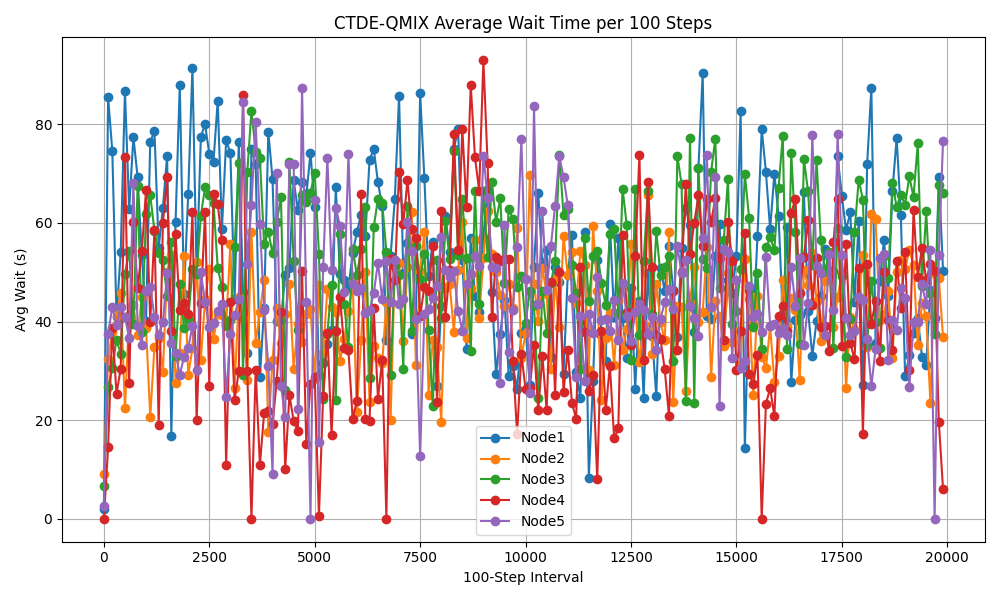 CTDE-QMIX Average Wait Time per 100 Steps
Avg Wait (s)
80
60
40
20
0
Node1
Node2
Node3
Node4
Node5
0 2500 5000 7500 10000 12500 15000 17500 20000
100-Step Interval